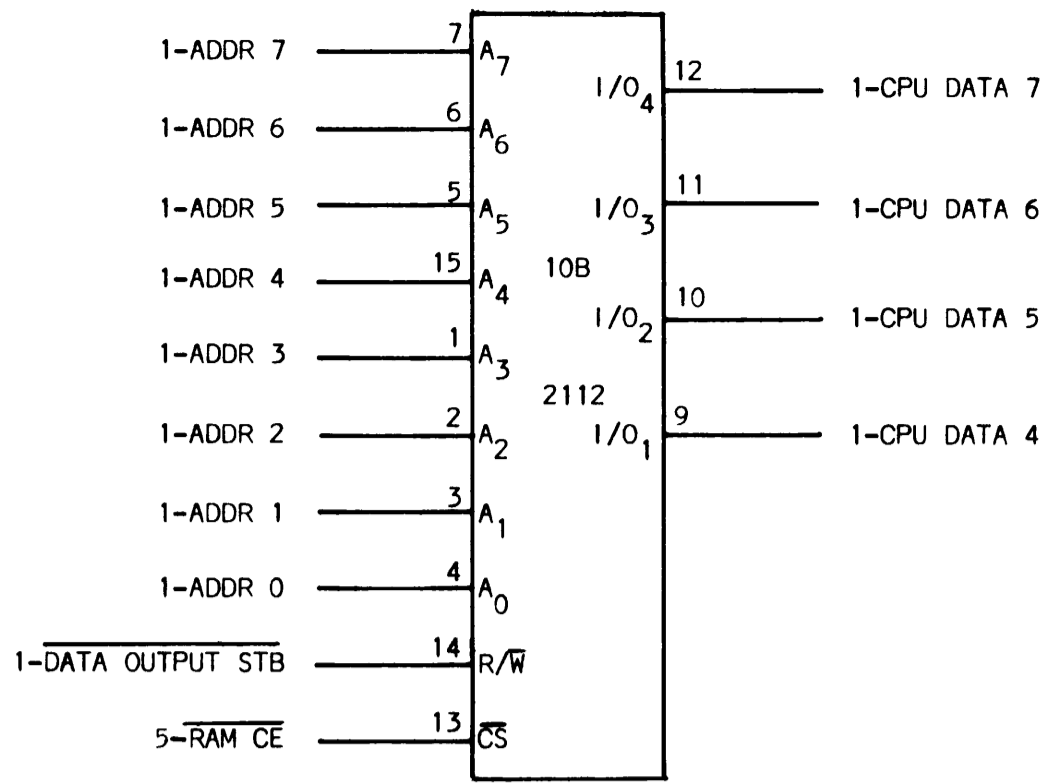 1-ADDR 7 7 A7
I/O4 12 1-CPU DATA 7
1-ADDR 6 6 A6
1-ADDR 5 5 A5
I/O3 11 1-CPU DATA 6
1-ADDR 4 15 A4
10B
1-ADDR 3 1 A3
I/O2 10 1-CPU DATA 5
2112
1-ADDR 2 2 A2
I/O1 9 1-CPU DATA 4
1-ADDR 1 3 A1
1-ADDR 0 4 A0
1-DATA OUTPUT STB 14 R/W
5-RAM CE 13 CS